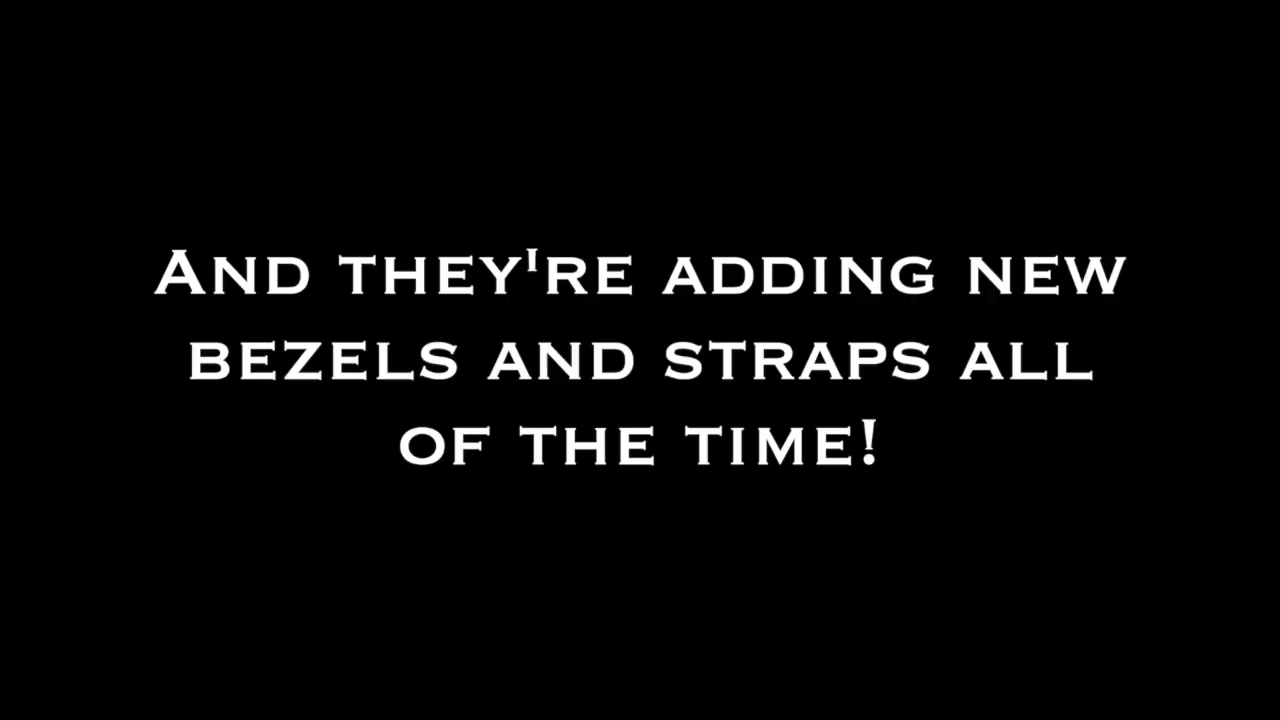 And they're adding new
bezels and straps all
of the time!